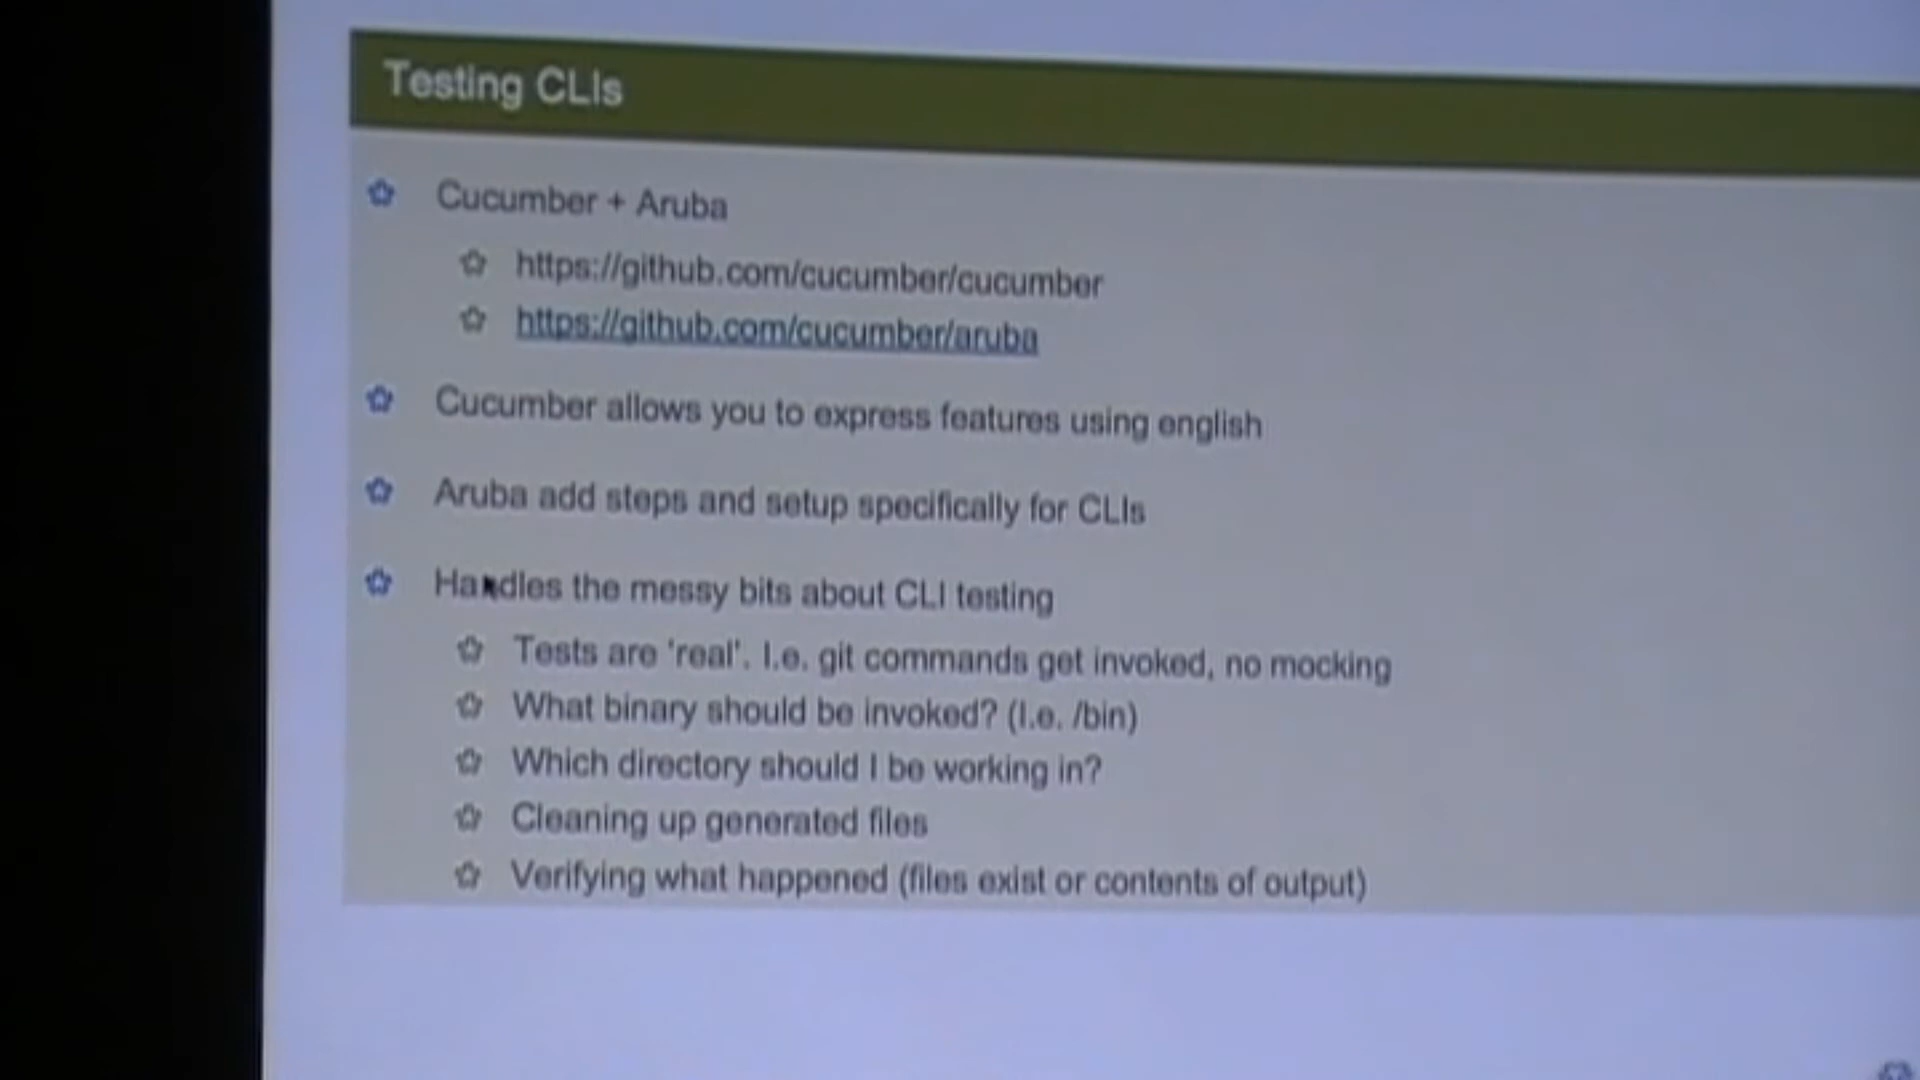 Testing CLIs
Cucumber + Aruba
https://github.com/cucumber/cucumber
https://github.com/cucumber/aruba
Cucumber allows you to express features using english
Aruba add steps and setup specifically for CLIs
Handles the messy bits about CLI testing
Tests are 'real'. I.e. git commands get invoked, no mocking
What binary should be invoked? (I.e. /bin)
Which directory should I be working in?
Cleaning up generated files
Verifying what happened (files exist or contents of output)